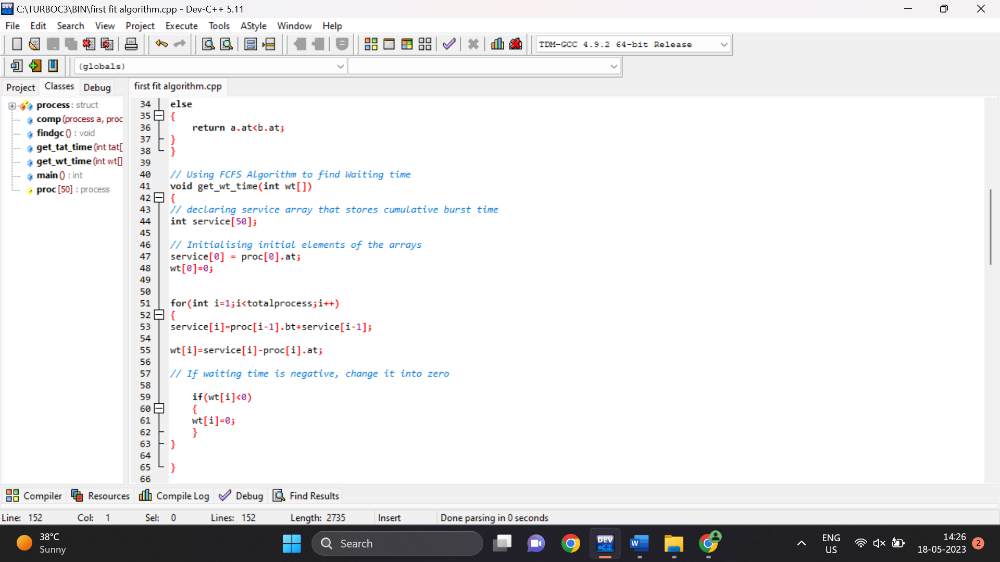 C:\TURBOC3\BIN\first fit algorithm.cpp - Dev-C++ 5.11
File Edit Search View Project Execute Tools AStyle Window Help
TDM-GCC 4.9.2 64-bit Release
(globals)
Project Classes Debug
first fit algorithm.cpp
process : struct
comp (process a, proc
findgc () : void
get_tat_time (int tat[
get_wt_time (int wt[]
main () : int
proc [50] : process
34 else
35 {
36 return a.at<b.at;
37 }
38 }
39
40 // Using FCFS Algorithm to find Waiting time
41 void get_wt_time(int wt[])
42 {
43 // declaring service array that stores cumulative burst time
44 int service[50];
45
46 // Initialising initial elements of the arrays
47 service[0] = proc[0].at;
48 wt[0]=0;
49
50
51 for(int i=1;i<totalprocess;i++)
52 {
53 service[i]=proc[i-1].bt+service[i-1];
54
55 wt[i]=service[i]-proc[i].at;
56
57 // If waiting time is negative, change it into zero
58
59 if(wt[i]<0)
60 {
61 wt[i]=0;
62 }
63 }
64
65 }
66
Compiler Resources Compile Log Debug Find Results
Line: 152 Col: 1 Sel: 0 Lines: 152 Length: 2735 Insert Done parsing in 0 seconds
38°C
Sunny
Search
DEV
C++
W
ENG
US
14:26
18-05-2023
2